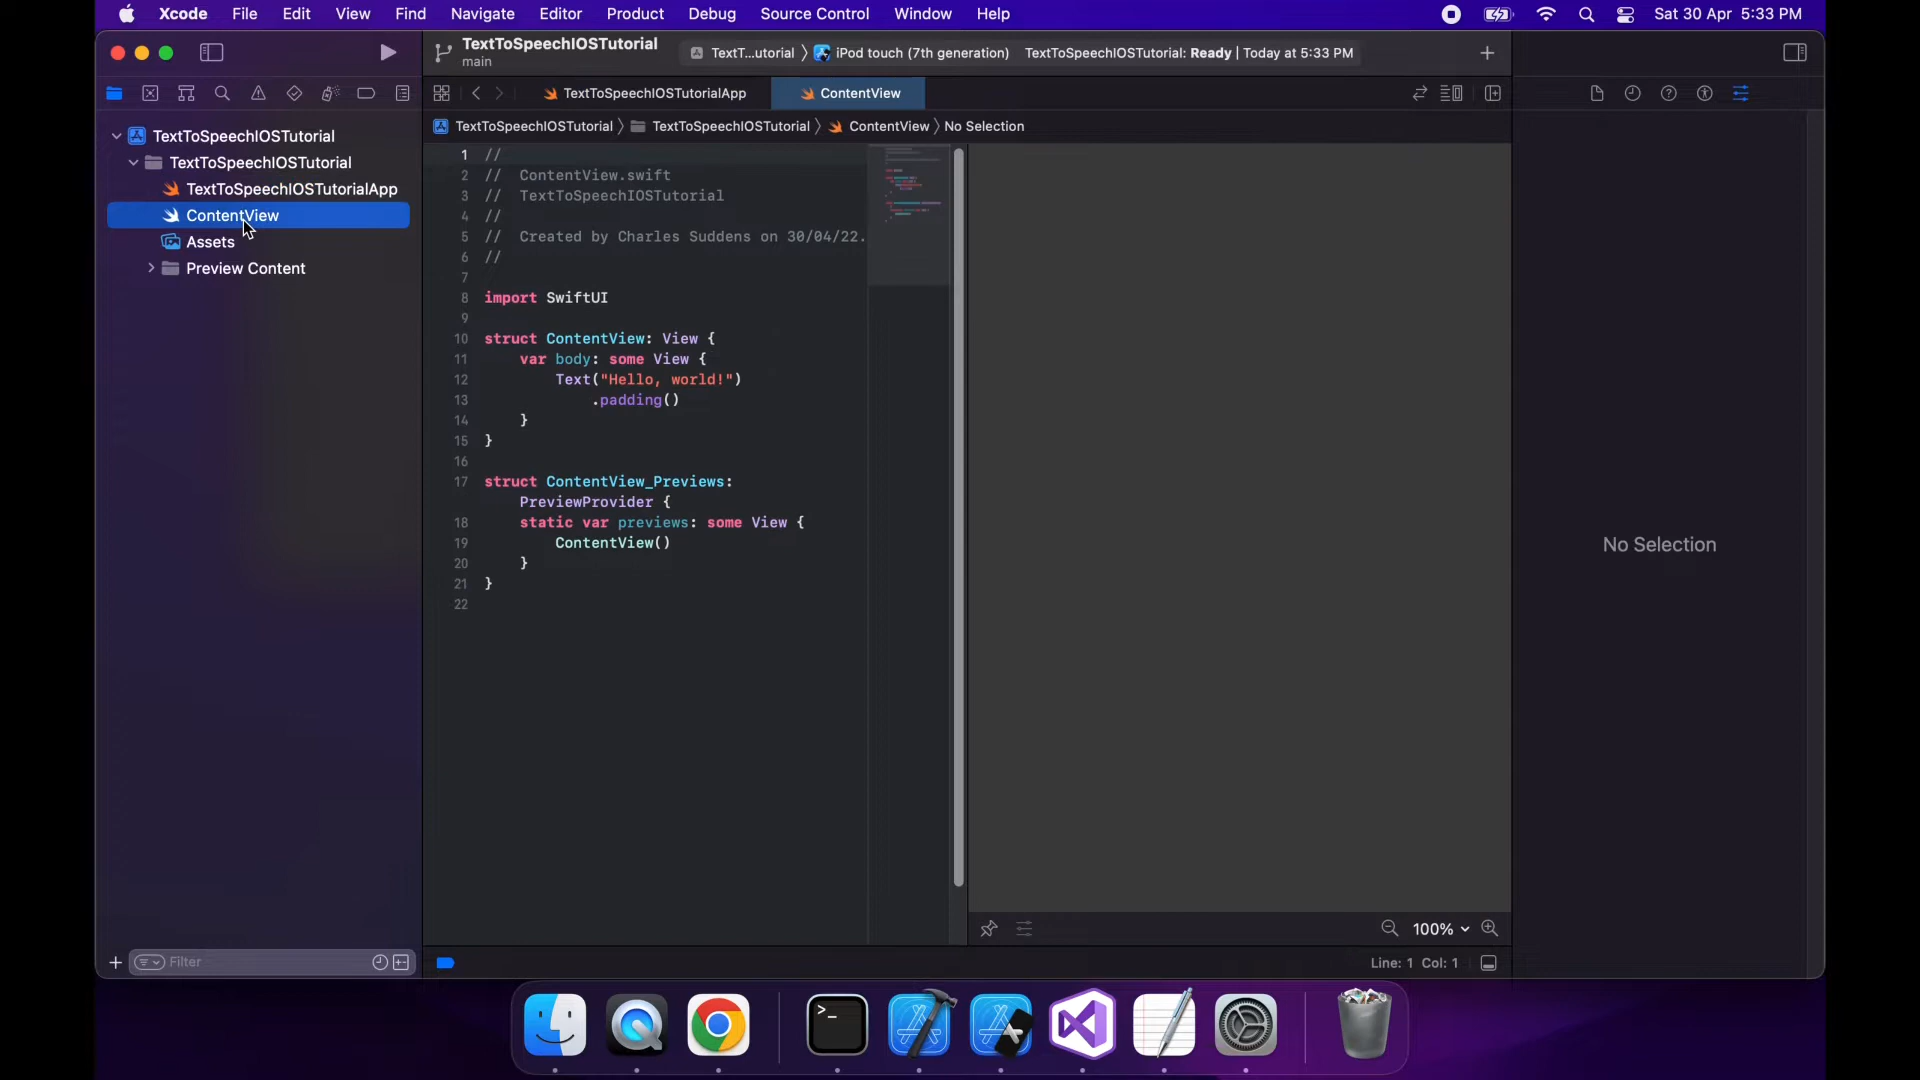 Xcode File Edit View Find Navigate Editor Product Debug Source Control Window Help Sat 30 Apr 5:33 PM
TextToSpeechIOSTutorial
main
TextT...utorial iPod touch (7th generation) TextToSpeechIOSTutorial: Ready | Today at 5:33 PM
TextToSpeechIOSTutorialApp ContentView
TextToSpeechIOSTutorial TextToSpeechIOSTutorial ContentView No Selection
TextToSpeechIOSTutorial
TextToSpeechIOSTutorial
TextToSpeechIOSTutorialApp
ContentView
Assets
Preview Content
1 //
2 // ContentView.swift
3 // TextToSpeechIOSTutorial
4 //
5 // Created by Charles Suddens on 30/04/22.
6 //
7
8 import SwiftUI
9
10 struct ContentView: View {
11 var body: some View {
12 Text("Hello, world!")
13 .padding()
14 }
15 }
16
17 struct ContentView_Previews:
PreviewProvider {
18 static var previews: some View {
19 ContentView()
20 }
21 }
22
No Selection
100%
Filter
Line: 1 Col: 1